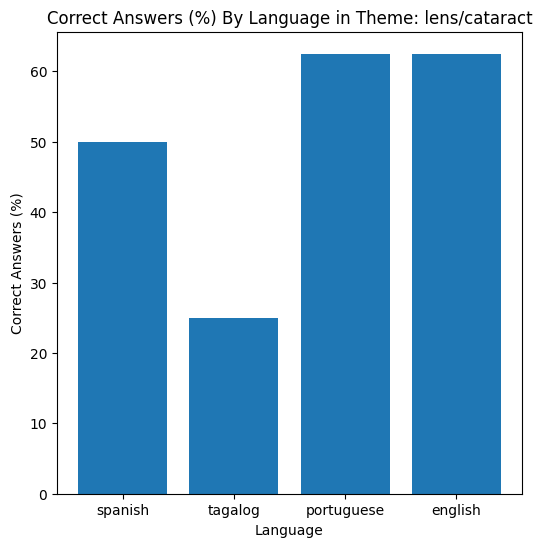 Correct Answers (%) By Language in Theme: lens/cataract
Correct Answers (%)
60
50
40
30
20
10
0
spanish tagalog portuguese english
Language